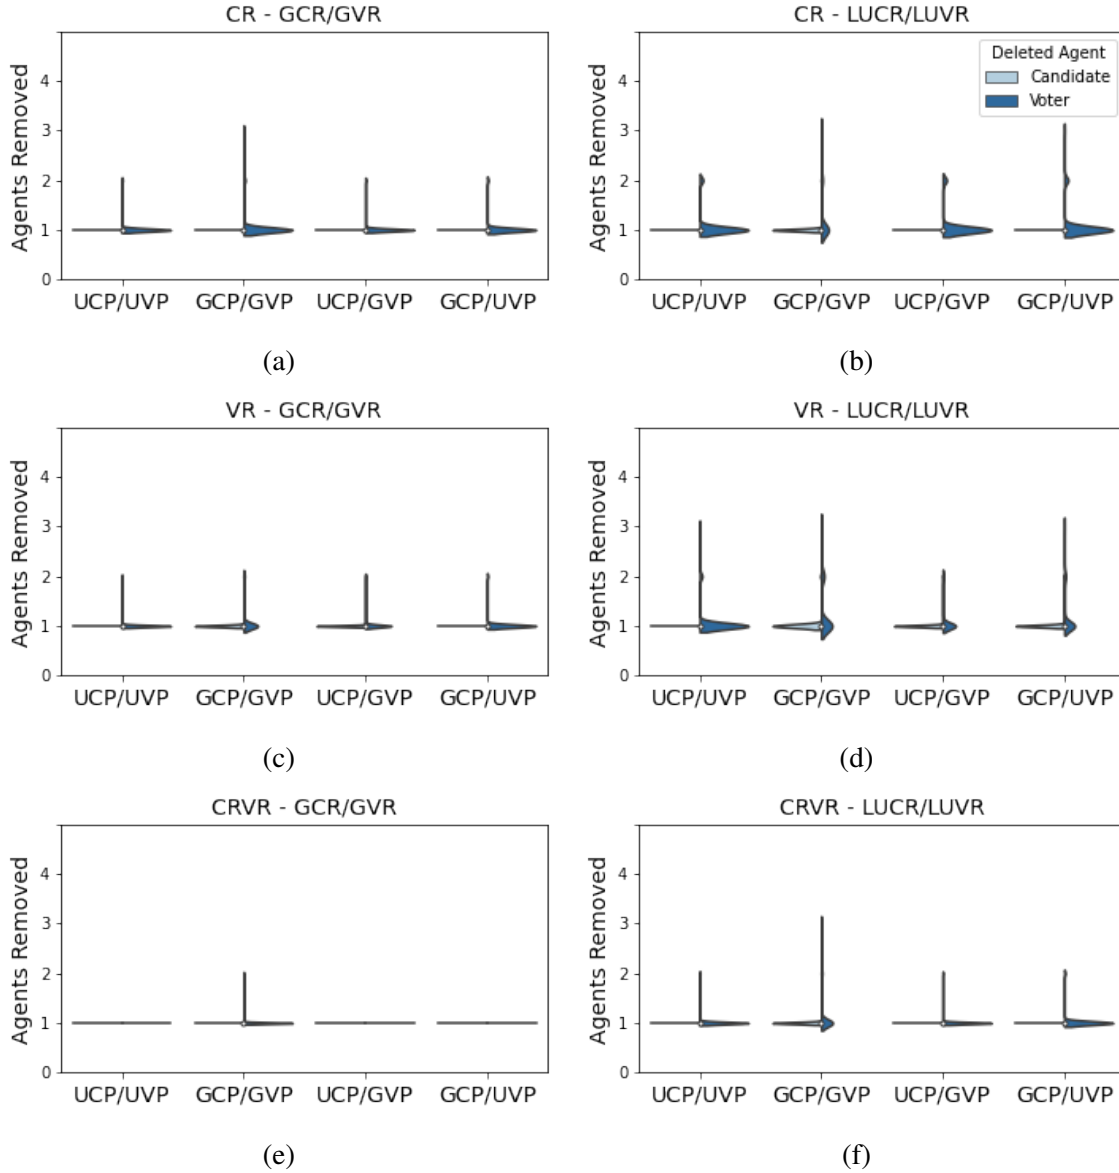 CR - GCR/GVR
Agents Removed
4
3
2
1
0
UCP/UVP GCP/GVP UCP/GVP GCP/UVP
(a)
CR - LUCR/LUVR
Deleted Agent
Candidate
Voter
Agents Removed
4
3
2
1
0
UCP/UVP GCP/GVP UCP/GVP GCP/UVP
(b)
VR - GCR/GVR
Agents Removed
4
3
2
1
0
UCP/UVP GCP/GVP UCP/GVP GCP/UVP
(c)
VR - LUCR/LUVR
Agents Removed
4
3
2
1
0
UCP/UVP GCP/GVP UCP/GVP GCP/UVP
(d)
CRVR - GCR/GVR
Agents Removed
4
3
2
1
0
UCP/UVP GCP/GVP UCP/GVP GCP/UVP
(e)
CRVR - LUCR/LUVR
Agents Removed
4
3
2
1
0
UCP/UVP GCP/GVP UCP/GVP GCP/UVP
(f)